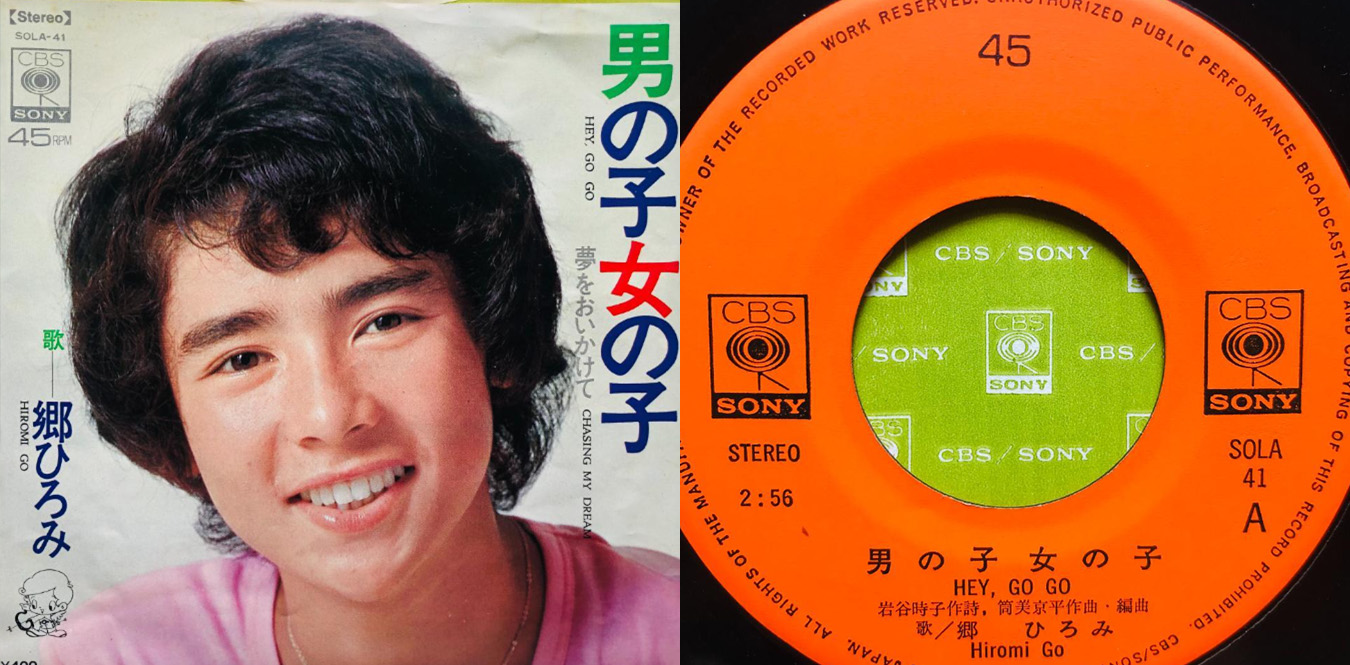 【Stereo】
SOLA-41
CBS
SONY
45RPM
男の子女の子
HEY, GO GO
夢をおいかけて
CHASING MY DREAM
歌
郷ひろみ
HIROMI GO
G
OWNER OF THE RECORDED WORK RESERVED. UNAUTHORIZED PUBLIC PERFORMANCE, BROADCASTING AND COPYING OF THIS RECORD PROHIBITED. CBS/SON
JAPAN. ALL RIGHTS OF THE
45
CBS
SONY
CBS
SONY
CBS / SONY
/ SONY
CBS
SONY
CBS /
CBS / SONY
STEREO
2:56
SOLA
41
A
男の子女の子
HEY, GO GO
岩谷時子作詩, 筒美京平作曲・編曲
歌／郷 ひろみ
Hiromi Go